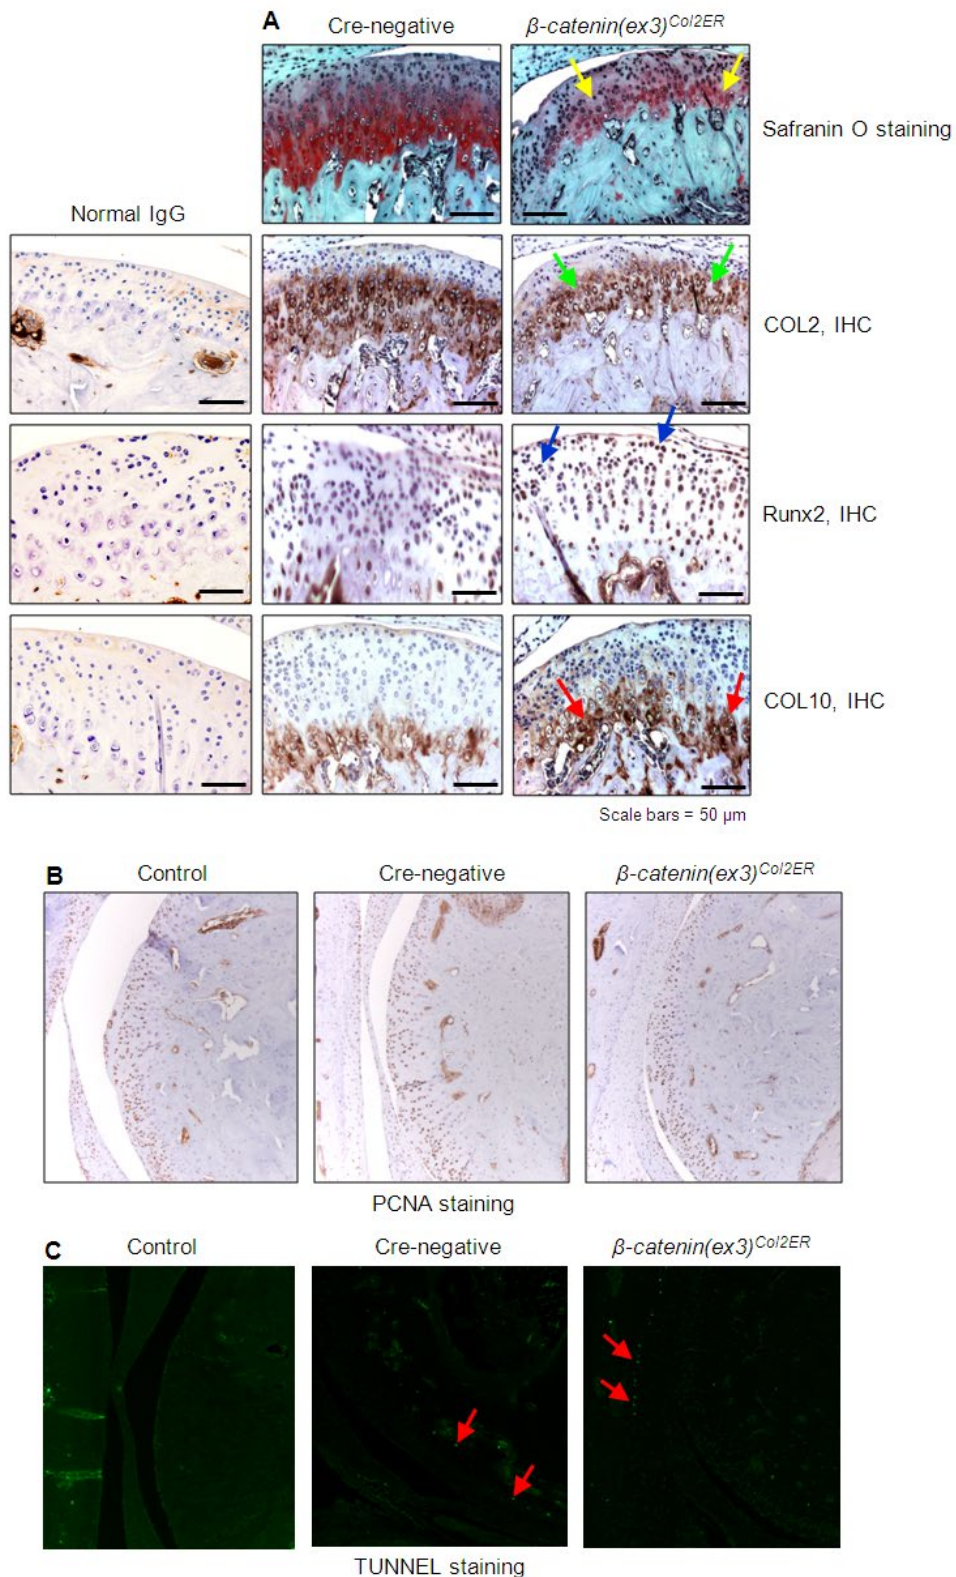 A
Cre-negative
β-catenin(ex3)Col2ER
Safranin O staining
Normal IgG
COL2, IHC
Runx2, IHC
COL10, IHC
Scale bars = 50 µm
B
Control
Cre-negative
β-catenin(ex3)Col2ER
PCNA staining
C
Control
Cre-negative
β-catenin(ex3)Col2ER
TUNNEL staining